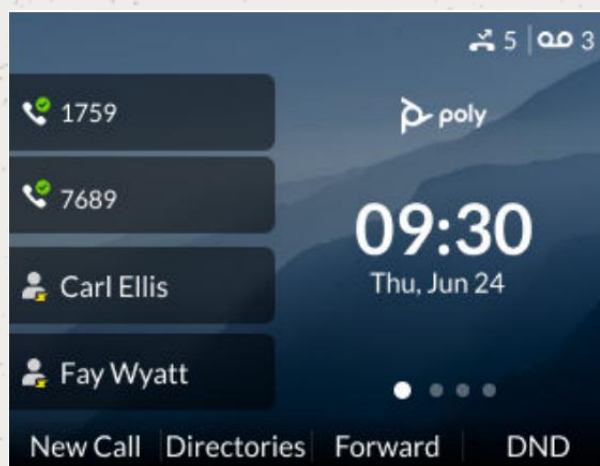 5 3
1759
poly
7689
09:30
Thu, Jun 24
Carl Ellis
Fay Wyatt
New Call Directories Forward DND